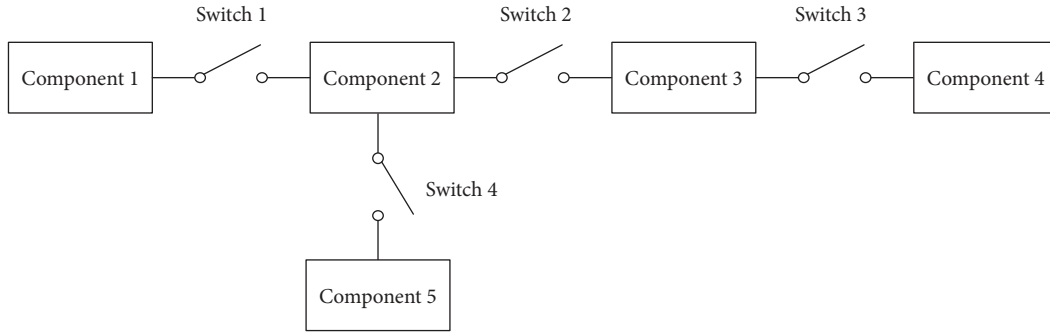 Switch 1
Switch 2
Switch 3
Component 1
Component 2
Component 3
Component 4
Switch 4
Component 5